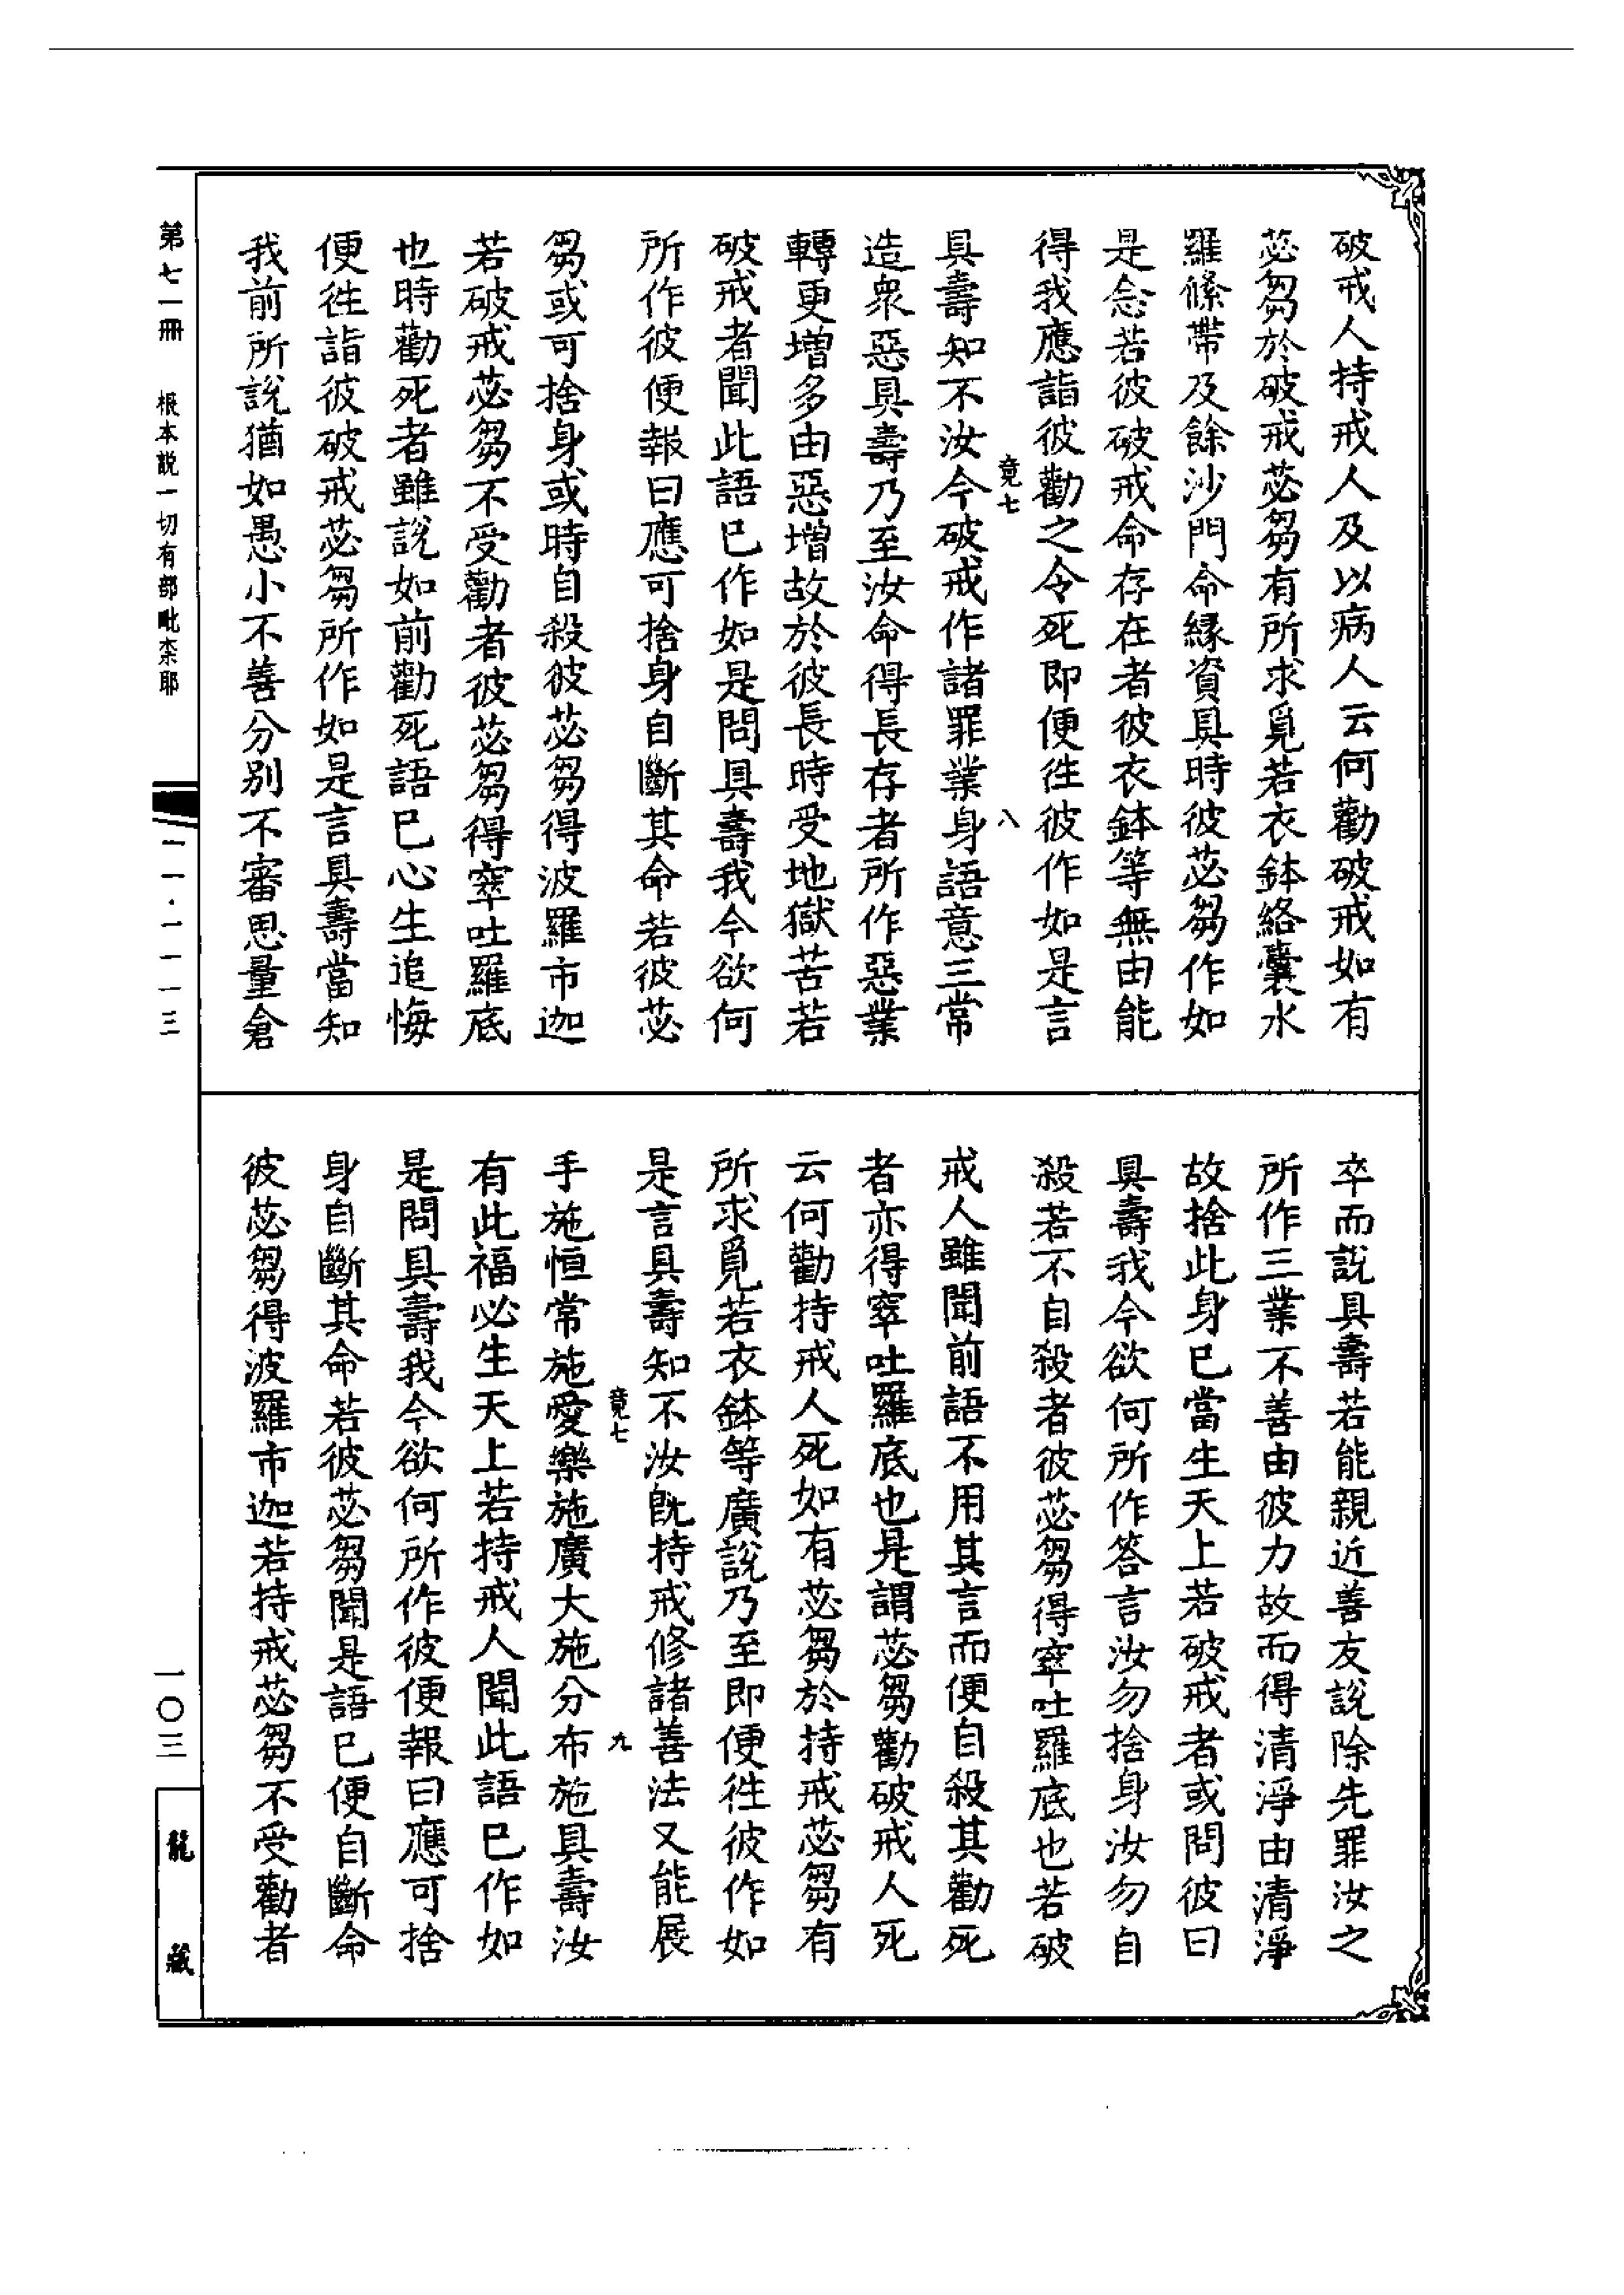 破戒人持戒人及以病人云何勸破戒如有
苾芻於破戒苾芻有所求覓若衣鉢絡囊水
羅絛帶及餘沙門命緣資具時彼苾芻作如
是念若彼破戒命存在者彼衣鉢等無由能
得我應詣彼勸之令死即便往彼作如是言
竟七 八
具壽知不汝今破戒作諸罪業身語意三常
造衆惡具壽乃至汝命得長存者所作惡業
轉更增多由惡增故於彼長時受地獄苦若
破戒者聞此語已作如是問具壽我今欲何
所作彼便報曰應可捨身自斷其命若彼苾
芻或可捨身或時自殺彼苾芻得波羅市迦
若破戒苾芻不受勸者彼苾芻得窣吐羅底
也時勸死者雖說如前勸死語已心生追悔
便往詣彼破戒苾芻所作如是言具壽當知
我前所說猶如愚小不善分別不審思量倉
卒而說具壽若能親近善友說除先罪汝之
所作三業不善由彼力故而得清淨由清淨
故捨此身已當生天上若破戒者或問彼曰
具壽我今欲何所作答言汝勿捨身汝勿自
殺若不自殺者彼苾芻得窣吐羅底也若破
戒人雖聞前語不用其言而便自殺其勸死
者亦得窣吐羅底也是謂苾芻勸破戒人死
云何勸持戒人死如有苾芻於持戒苾芻有
所求覓若衣鉢等廣說乃至即便往彼作如
是言具壽知不汝旣持戒修諸善法又能展
竟七 九
手施恒常施愛樂施廣大施分布施具壽汝
有此福必生天上若持戒人聞此語已作如
是問具壽我今欲何所作彼便報曰應可捨
身自斷其命若彼苾芻聞是語已便自斷命
彼苾芻得波羅市迦若持戒苾芻不受勸者
第七一冊 根本説一切有部毗柰耶
二一·一一一三
一〇三
龍藏